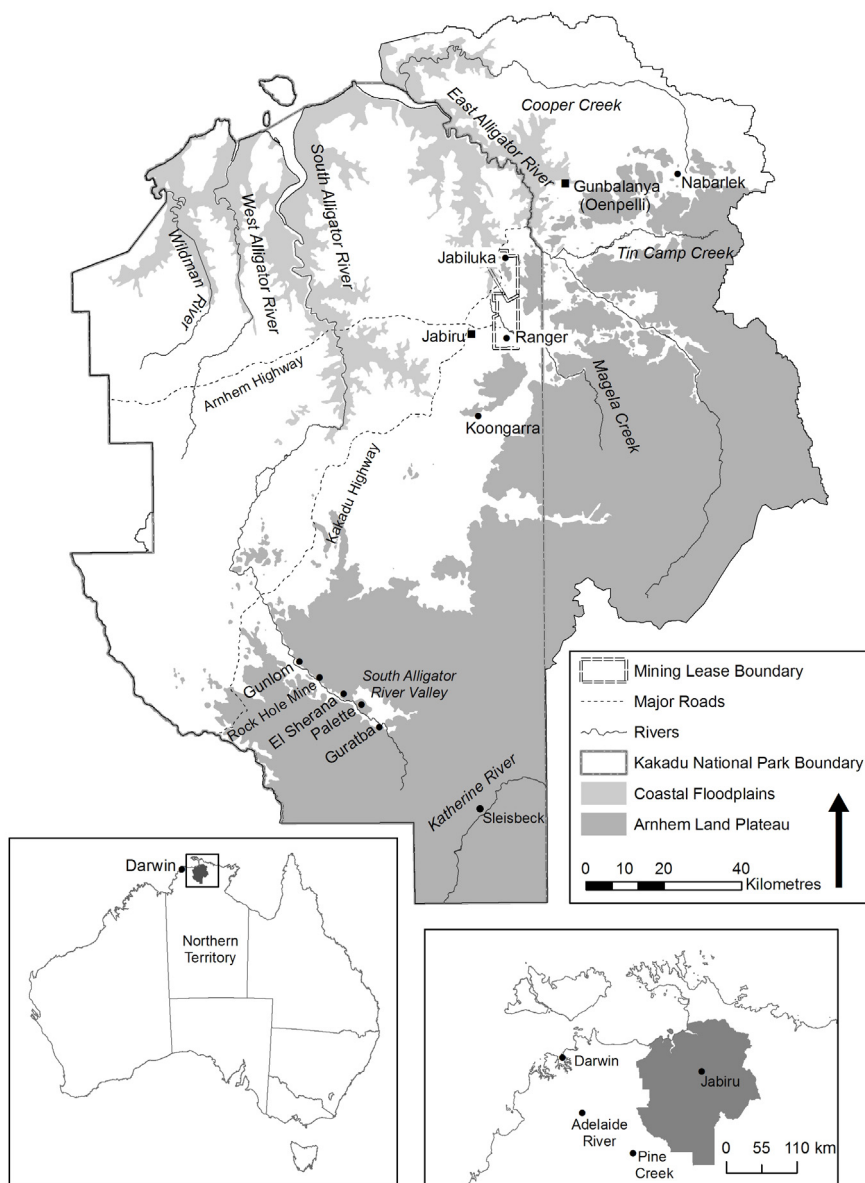 Cooper Creek
East Alligator River
South Alligator River
West Alligator River
Wildman River
Nabarlek
Gunbalanya
(Oenpelli)
Tin Camp Creek
Jabiluka
Jabiru
Ranger
Arnhem Highway
Magela Creek
Koongarra
Kakadu Highway
Gunlom
Rock Hole Mine
El Sherana
Palette
Guratba
South Alligator
River Valley
Katherine River
Sleisbeck
Mining Lease Boundary
Major Roads
Rivers
Kakadu National Park Boundary
Coastal Floodplains
Arnhem Land Plateau
0 10 20 40
Kilometres
Darwin
Northern
Territory
Darwin
Jabiru
Adelaide
River
Pine
Creek
0 55 110 km